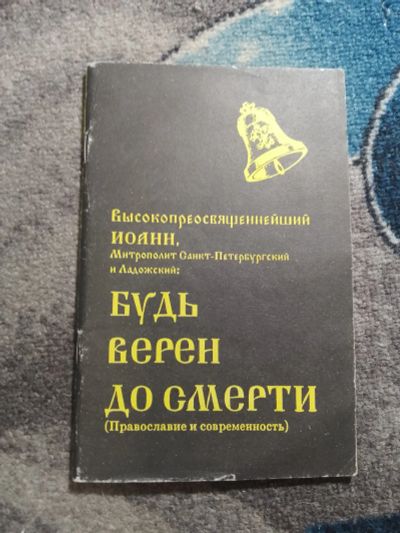 Высокопреосвященнейший
ИОАНН,
Митрополит Санкт-Петербургский
и Ладожский:
БУДЬ
ВЕРЕН
ДО СМЕРТИ
(Православие и современность)